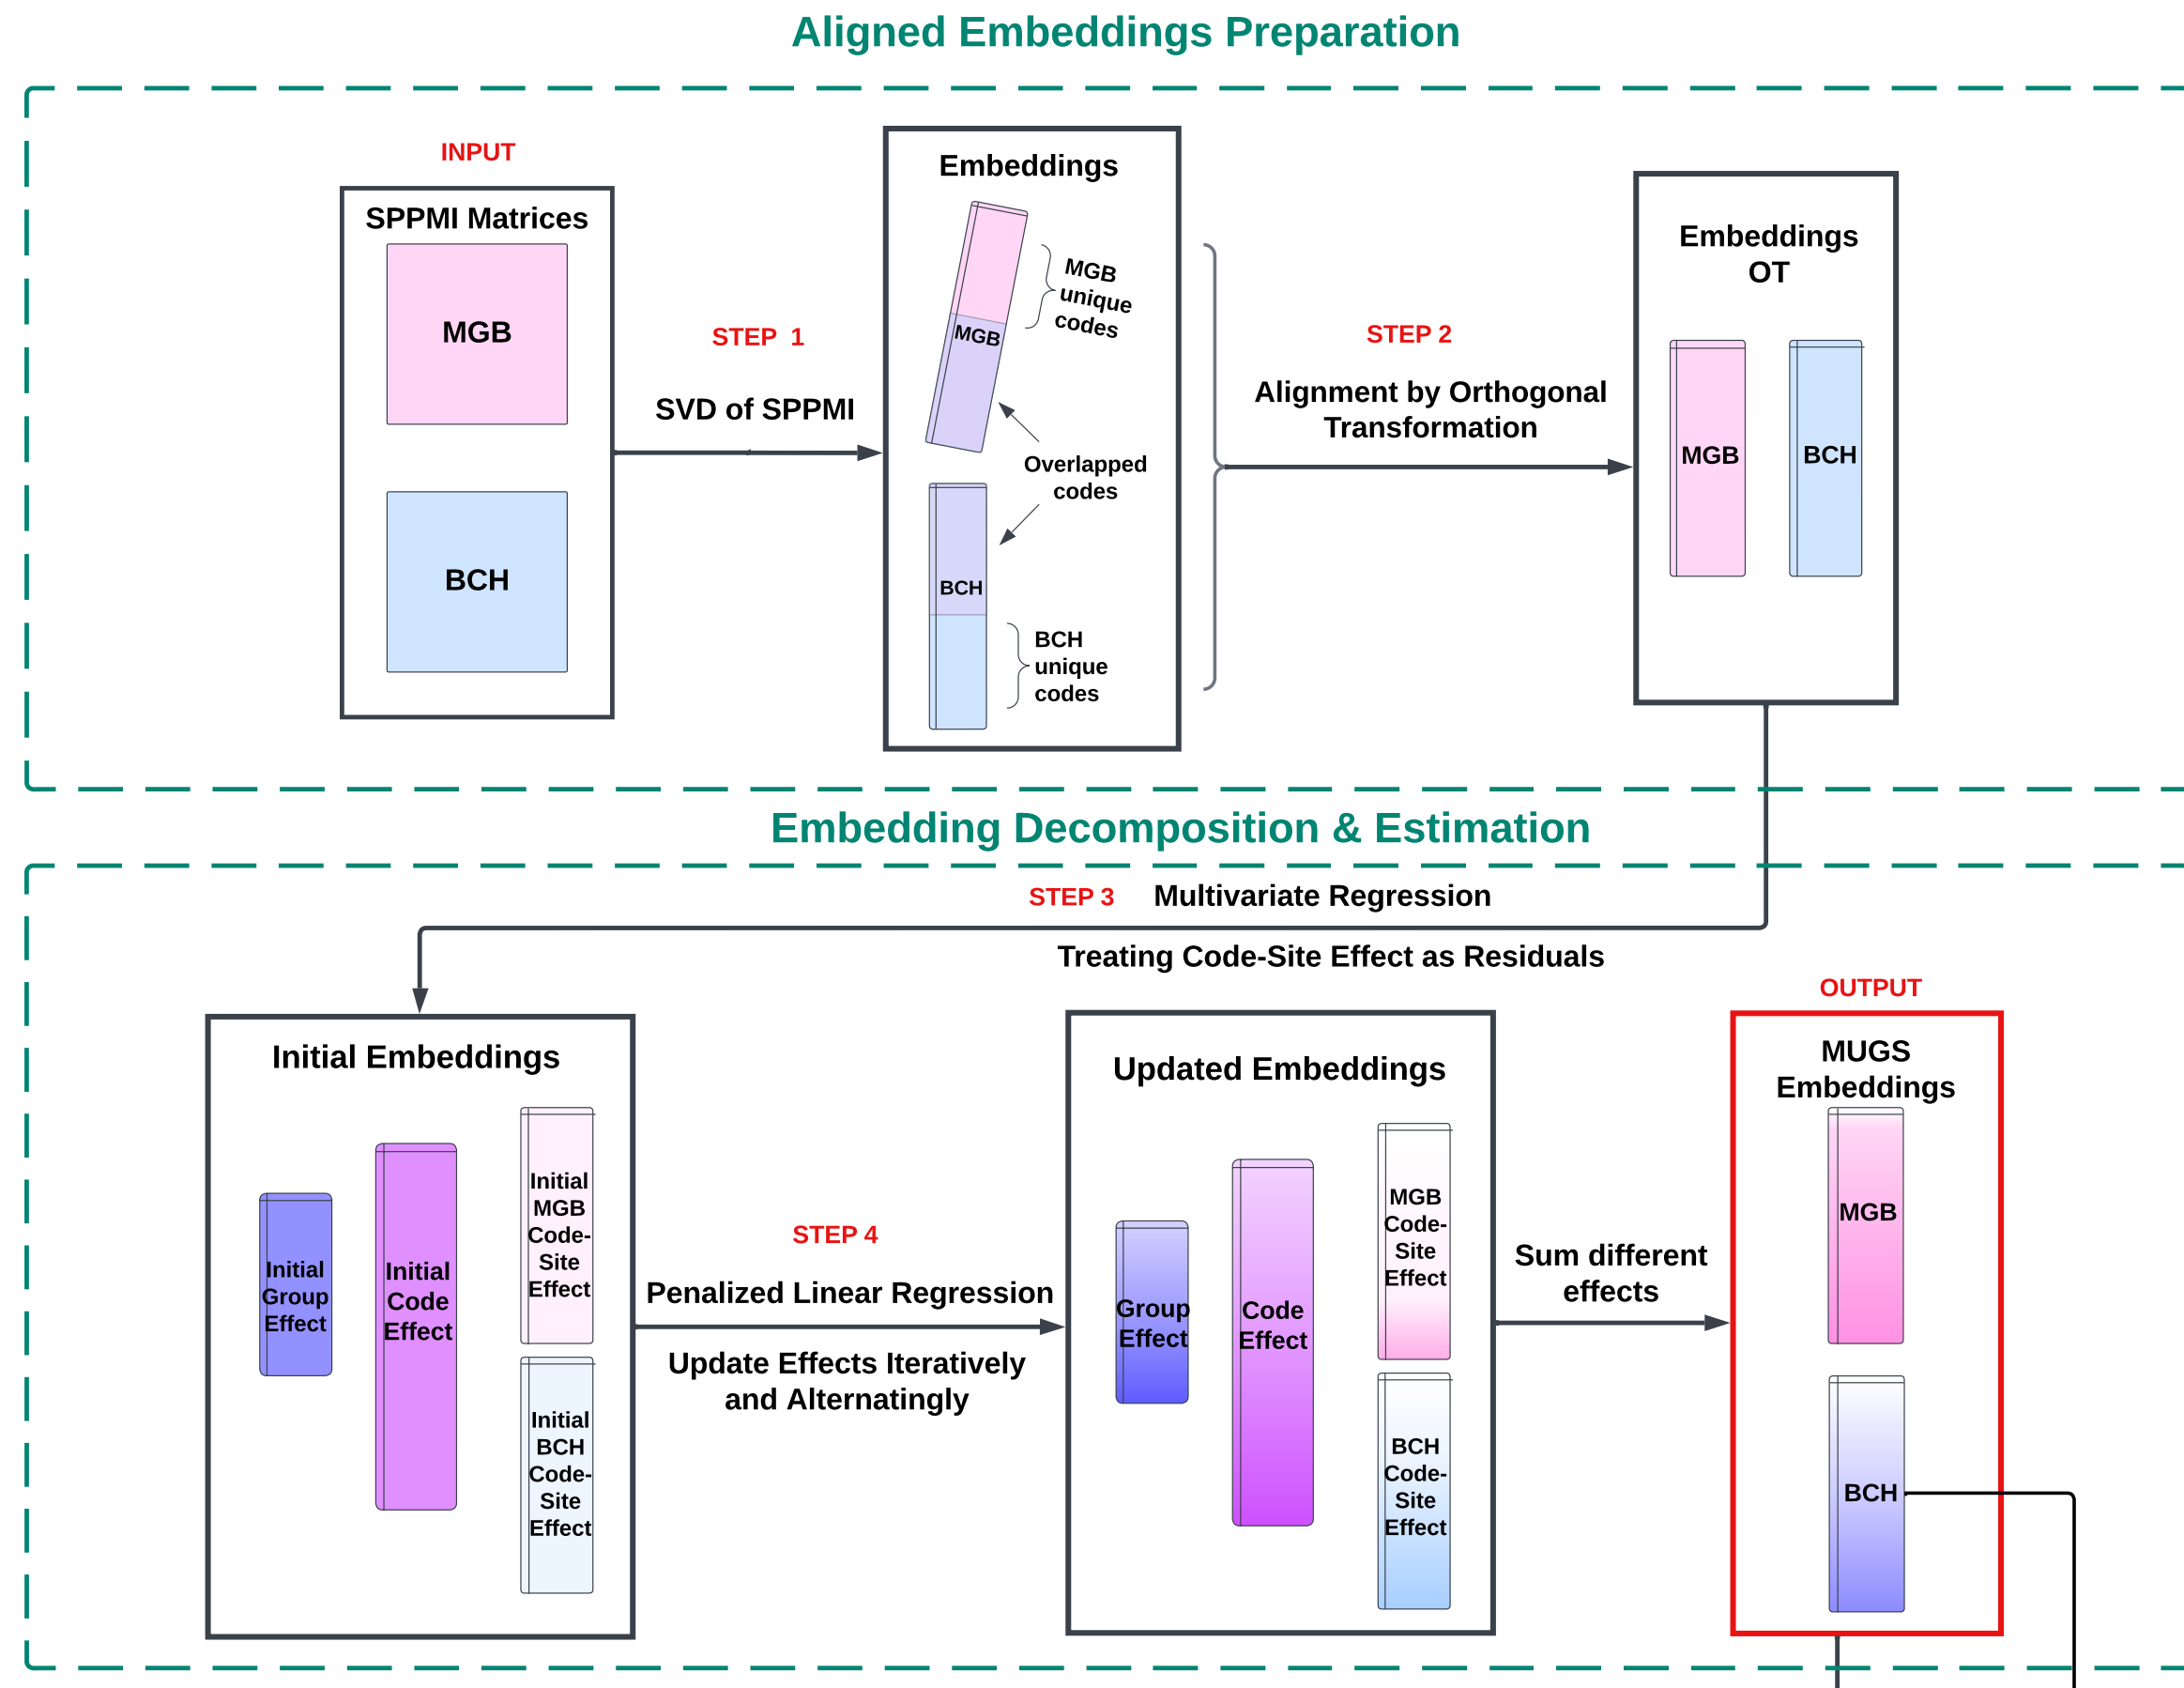 Aligned Embeddings Preparation
INPUT
SPPMI Matrices
MGB
BCH
STEP 1
SVD of SPPMI
Embeddings
MGB
MGB
unique
codes
Overlapped
codes
BCH
BCH
unique
codes
STEP 2
Alignment by Orthogonal
Transformation
Embeddings
OT
MGB
BCH
Embedding Decomposition & Estimation
STEP 3
Multivariate Regression
Treating Code-Site Effect as Residuals
Initial Embeddings
Initial
Group
Effect
Initial
Code
Effect
Initial
MGB
Code-
Site
Effect
Initial
BCH
Code-
Site
Effect
STEP 4
Penalized Linear Regression
Update Effects Iteratively
and Alternatingly
Updated Embeddings
Group
Effect
Code
Effect
MGB
Code-
Site
Effect
BCH
Code-
Site
Effect
Sum different
effects
OUTPUT
MUGS
Embeddings
MGB
BCH